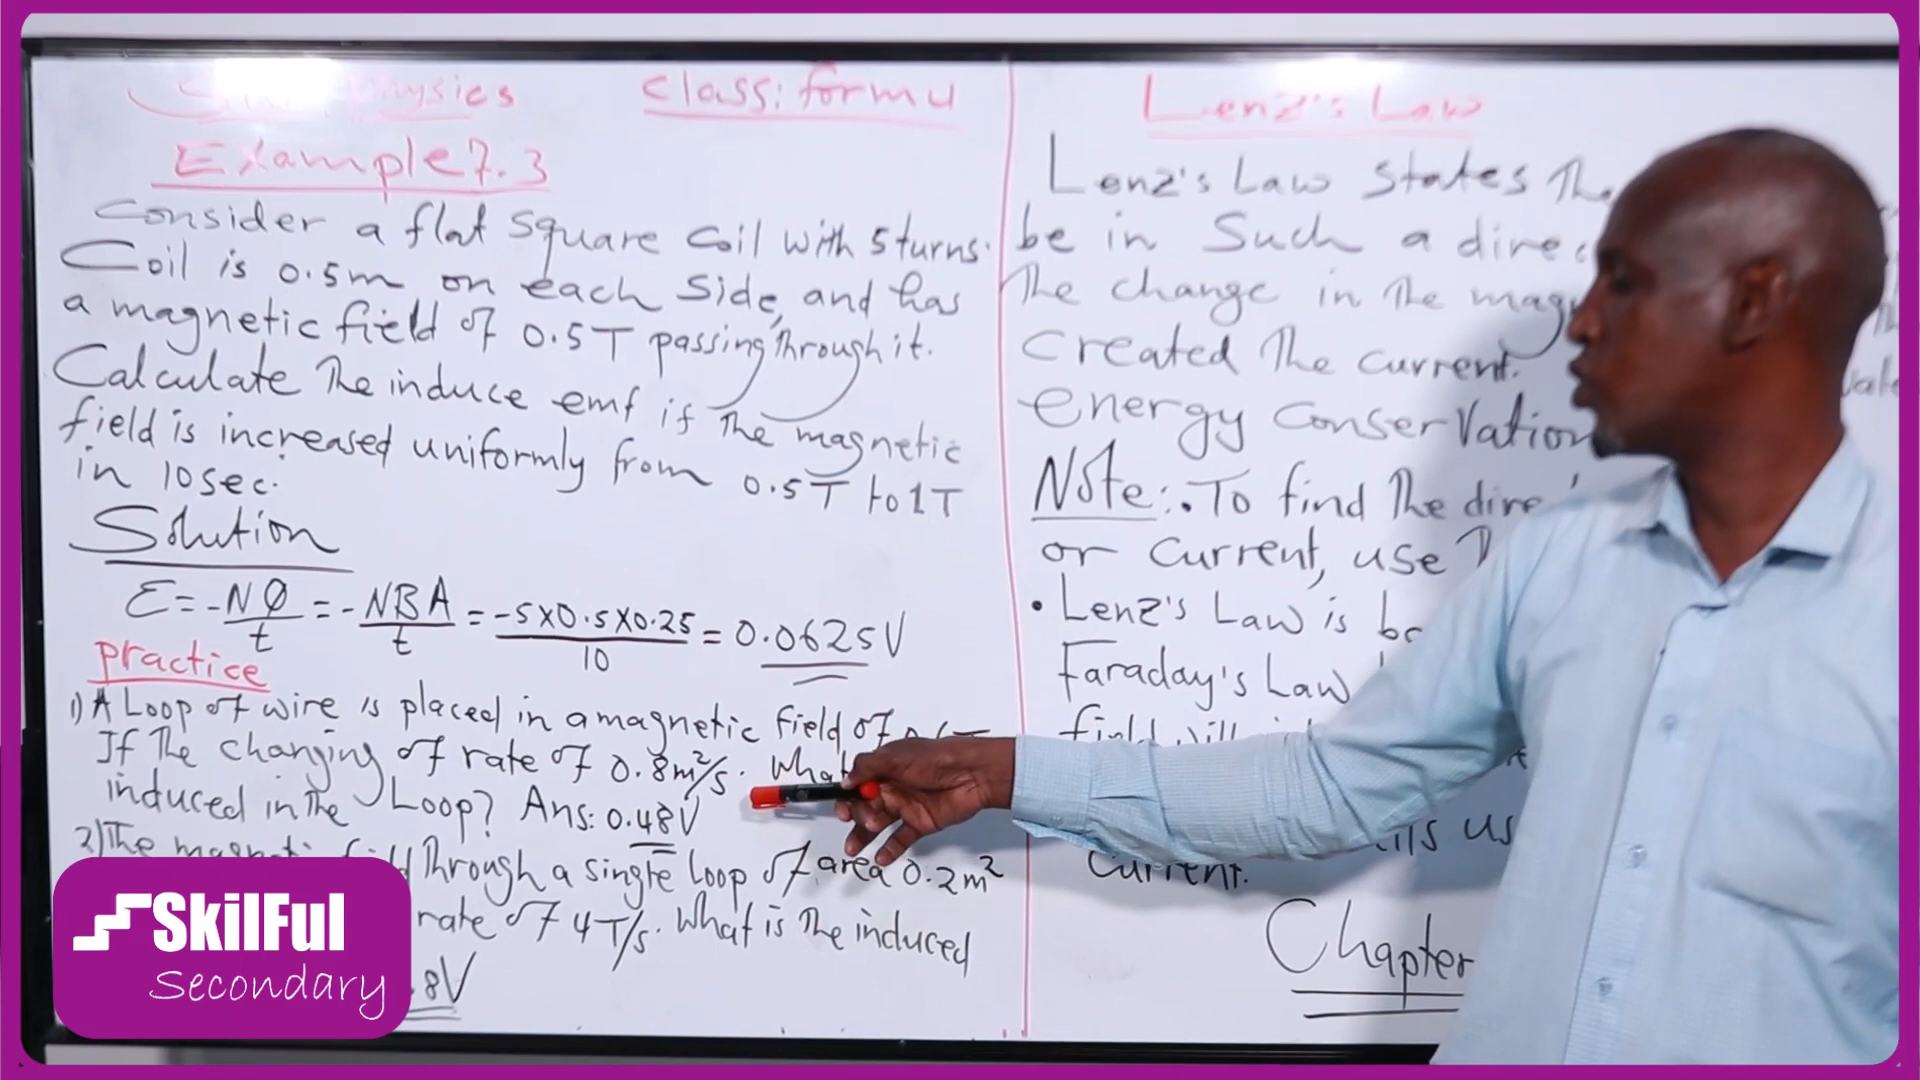 Physics Class: form 4
Example 7.3
Consider a flat square coil with 5 turns.
Coil is 0.5m on each side, and has
a magnetic field of 0.5T passing through it.
Calculate the induce emf if the magnetic
field is increased uniformly from 0.5T to 1T
in 10 sec.
Solution
Ɛ = -NØ/t = -NBA/t = -5x0.5x0.25/10 = 0.0625V
practice
1) A Loop of wire is placed in a magnetic field of
If the changing of rate of 0.8m²/s. What
induced in the Loop? Ans: 0.48V
2) The through a single loop of area 0.2m²
rate of 4T/s. What is the induced
.8V
Lenz's Law
Lenz's Law states
be in such a
the change in the
created the current.
energy conservation
Note: • To find the
or current, use
• Lenz's Law is
Faraday's Law
field will
us
current.
Chapter
SkilFul
Secondary